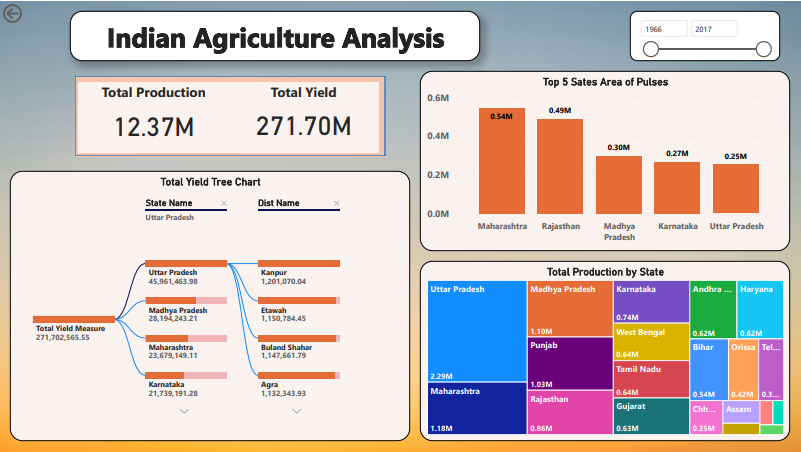 Indian Agriculture Analysis
1966 2017
Total Production Total Yield
12.37M 271.70M
Top 5 Sates Area of Pulses
0.6M
0.4M
0.2M
0.0M
0.54M 0.49M 0.30M 0.27M 0.25M
Maharashtra Rajasthan Madhya Pradesh Karnataka Uttar Pradesh
Total Yield Tree Chart
State Name × Dist Name ×
Uttar Pradesh
Total Yield Measure
271,702,565.55
Uttar Pradesh
45,961,463.98
Madhya Pradesh
28,194,243.21
Maharashtra
23,679,149.11
Karnataka
21,739,191.28
Kanpur
1,201,070.04
Etawah
1,150,784.45
Buland Shahar
1,147,661.79
Agra
1,132,343.93
Total Production by State
Uttar Pradesh
2.29M
Maharashtra
1.18M
Madhya Pradesh
1.10M
Punjab
1.03M
Rajasthan
0.86M
Karnataka
0.74M
West Bengal
0.64M
Tamil Nadu
0.64M
Gujarat
0.63M
Andhra ...
0.62M
Haryana
0.62M
Bihar
0.54M
Orissa
0.42M
Tel...
0.3...
Chh...
0.25M
Assam